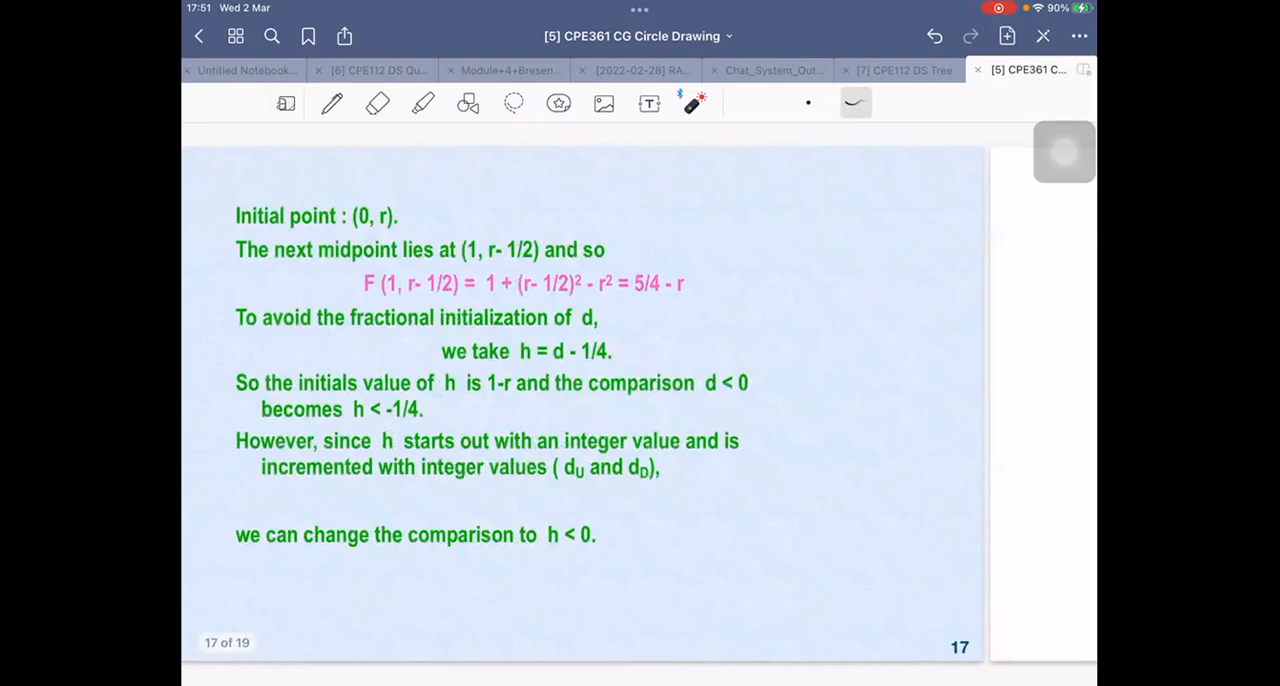 17:51 Wed 2 Mar
90%
[5] CPE361 CG Circle Drawing
Untitled Notebook...
[6] CPE112 DS Qu...
Module+4+Bresen...
[2022-02-28] RA...
Chat_System_Out...
[7] CPE112 DS Tree
[5] CPE361 C...
T
Initial point : (0, r).
The next midpoint lies at (1, r- 1/2) and so
F (1, r- 1/2) = 1 + (r- 1/2)² - r² = 5/4 - r
To avoid the fractional initialization of d,
we take h = d - 1/4.
So the initials value of h is 1-r and the comparison d < 0
becomes h < -1/4.
However, since h starts out with an integer value and is
incremented with integer values ( dU and dD),
we can change the comparison to h < 0.
17 of 19
17